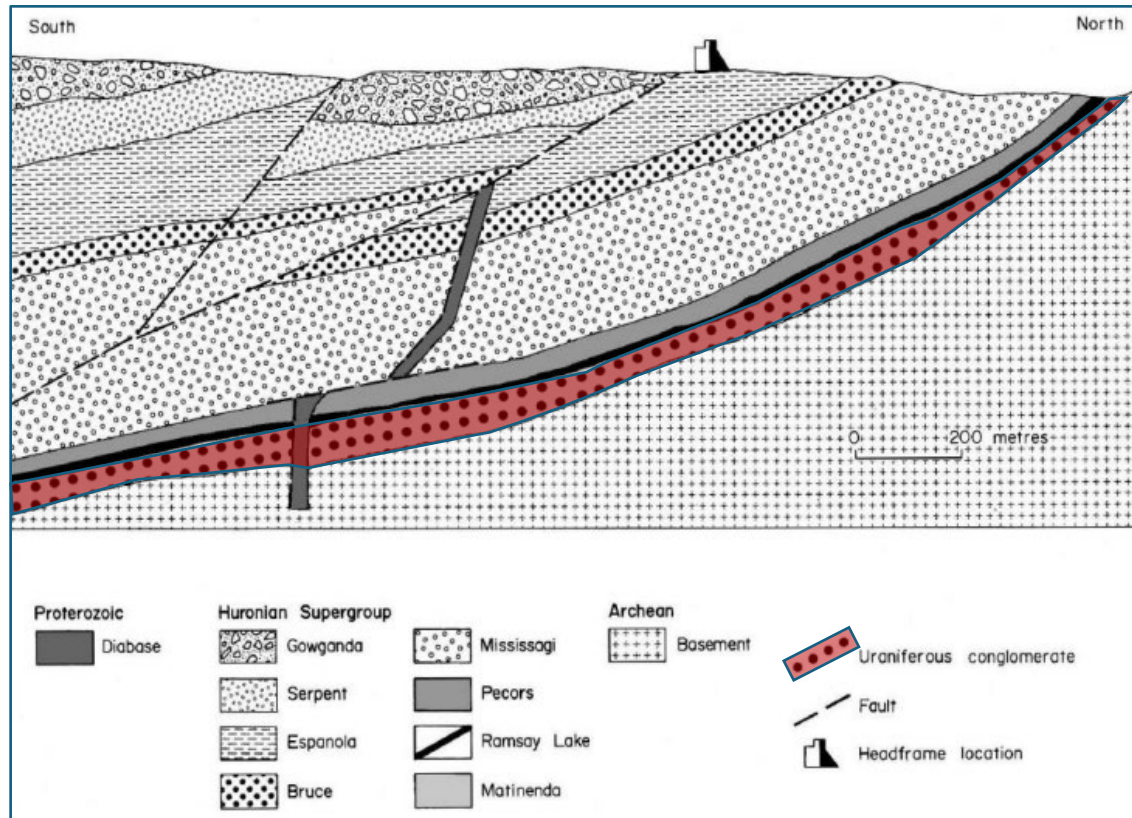 South
North
0 200 metres
Proterozoic
Diabase
Huronian Supergroup
Gowganda
Serpent
Espanola
Bruce
Mississagi
Pecors
Ramsay Lake
Matinenda
Archean
Basement
Uraniferous conglomerate
Fault
Headframe location